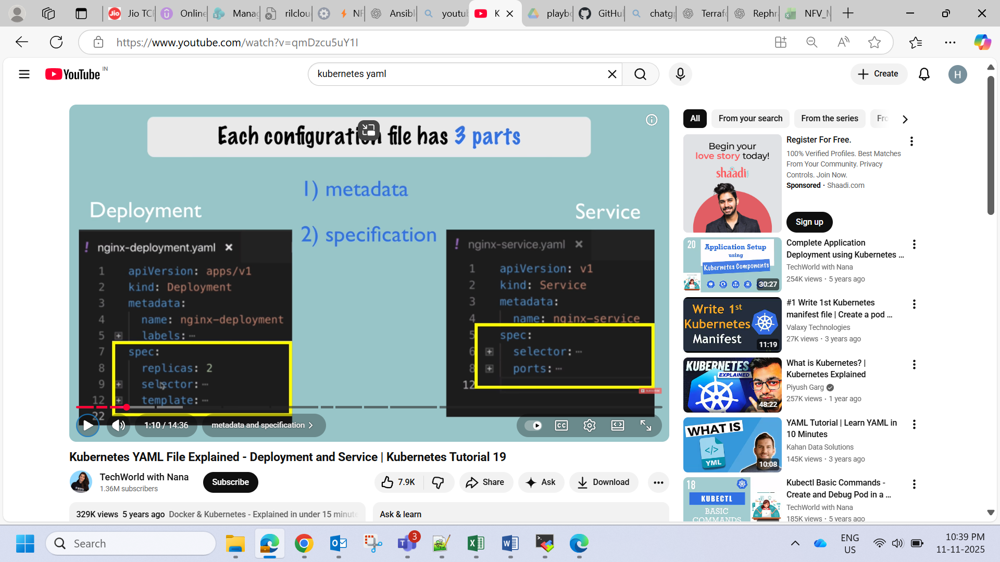 Jio TCF
Online
Manag
rilclou
NF
Ansibl
youtub
K
playbo
GitHub
chatg
Terrafo
Rephra
NFV_M
https://www.youtube.com/watch?v=qmDzcu5uY1I
YouTube IN
kubernetes yaml
Create
H
Each configuration file has 3 parts
1) metadata
2) specification
Deployment
! nginx-deployment.yaml ×
1 apiVersion: apps/v1
2 kind: Deployment
3 metadata:
4 name: nginx-deployment
5 labels:⋯
7 spec:
8 replicas: 2
9 selector:⋯
12 template:⋯
22
Service
! nginx-service.yaml ×
1 apiVersion: v1
2 kind: Service
3 metadata:
4 name: nginx-service
5 spec:
6 selector:⋯
8 ports:⋯
12
SUBSCRIBE
1:10 / 14:36
metadata and specification
CC
Kubernetes YAML File Explained - Deployment and Service | Kubernetes Tutorial 19
TechWorld with Nana
1.36M subscribers
Subscribe
7.9K
Share
Ask
Download
329K views 5 years ago Docker & Kubernetes - Explained in under 15 minute
Ask & learn
All
From your search
From the series
Fro
Begin your
love story today!
shaadi
Register For Free.
100% Verified Profiles. Best Matches
From Your Community. Privacy
Controls. Join Now.
Sponsored · Shaadi.com
Sign up
20
Application Setup
using
Kubernetes Components
30:27
Complete Application
Deployment using Kubernetes ...
TechWorld with Nana
254K views · 5 years ago
Write 1st
Kubernetes
Manifest
11:19
#1 Write 1st Kubernetes
manifest file | Create a pod ...
Valaxy Technologies
27K views · 3 years ago
KUBERNETES
EXPLAINED
48:22
What is Kubernetes? |
Kubernetes Explained
Piyush Garg
257K views · 1 year ago
WHAT IS
</>
YML
10:08
YAML Tutorial | Learn YAML in
10 Minutes
Kahan Data Solutions
145K views · 3 years ago
18
KUBECTL
BASIC
COMMANDS
Kubectl Basic Commands -
Create and Debug Pod in a ...
TechWorld with Nana
185K views · 5 years ago
Search
3
ENG
US
10:39 PM
11-11-2025